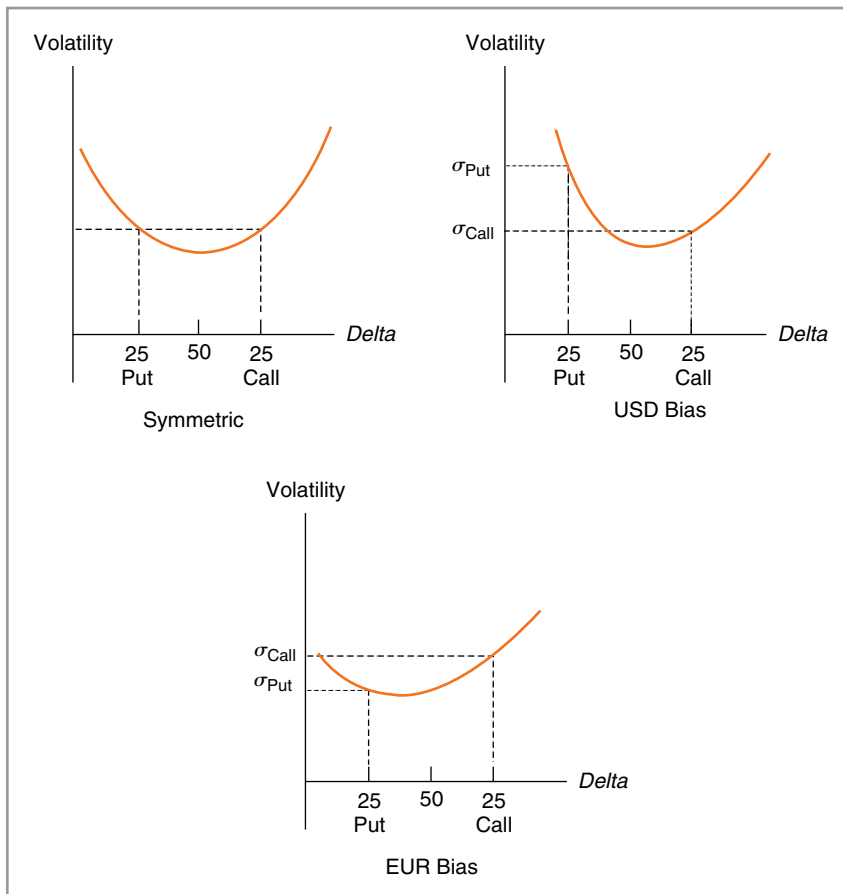 Volatility
Delta
25 50 25
Put Call
Symmetric
Volatility
σPut
σCall
Delta
25 50 25
Put Call
USD Bias
Volatility
σCall
σPut
Delta
25 50 25
Put Call
EUR Bias